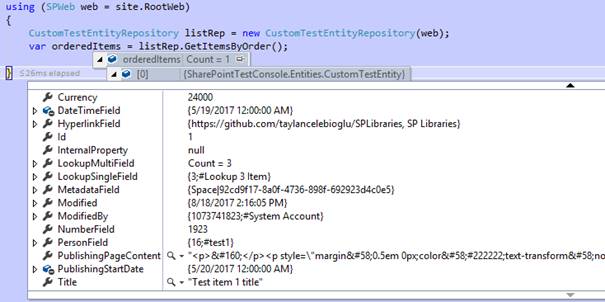 using (SPWeb web = site.RootWeb)
{
CustomTestEntityRepository listRep = new CustomTestEntityRepository(web);
var orderedItems = listRep.GetItemsByOrder();
orderedItems Count = 1
} 526ms elapsed [0] {SharePointTestConsole.Entities.CustomTestEntity}
Currency 24000
DateTimeField {5/19/2017 12:00:00 AM}
HyperlinkField {https://github.com/taylancelebioglu/SPLibraries, SP Libraries}
Id 1
InternalProperty null
LookupMultiField Count = 3
LookupSingleField {3;#Lookup 3 Item}
MetadataField {Space|92cd9f17-8a0f-4736-898f-692923d4c0e5}
Modified {8/18/2017 2:16:05 PM}
ModifiedBy {1073741823;#System Account}
NumberField 1923
PersonField {16;#test1}
PublishingPageContent "<p>&#160;</p><p style=\"margin&#58;0.5em 0px;color&#58;#222222;text-transform&#58;no
PublishingStartDate {5/20/2017 12:00:00 AM}
Title "Test item 1 title"